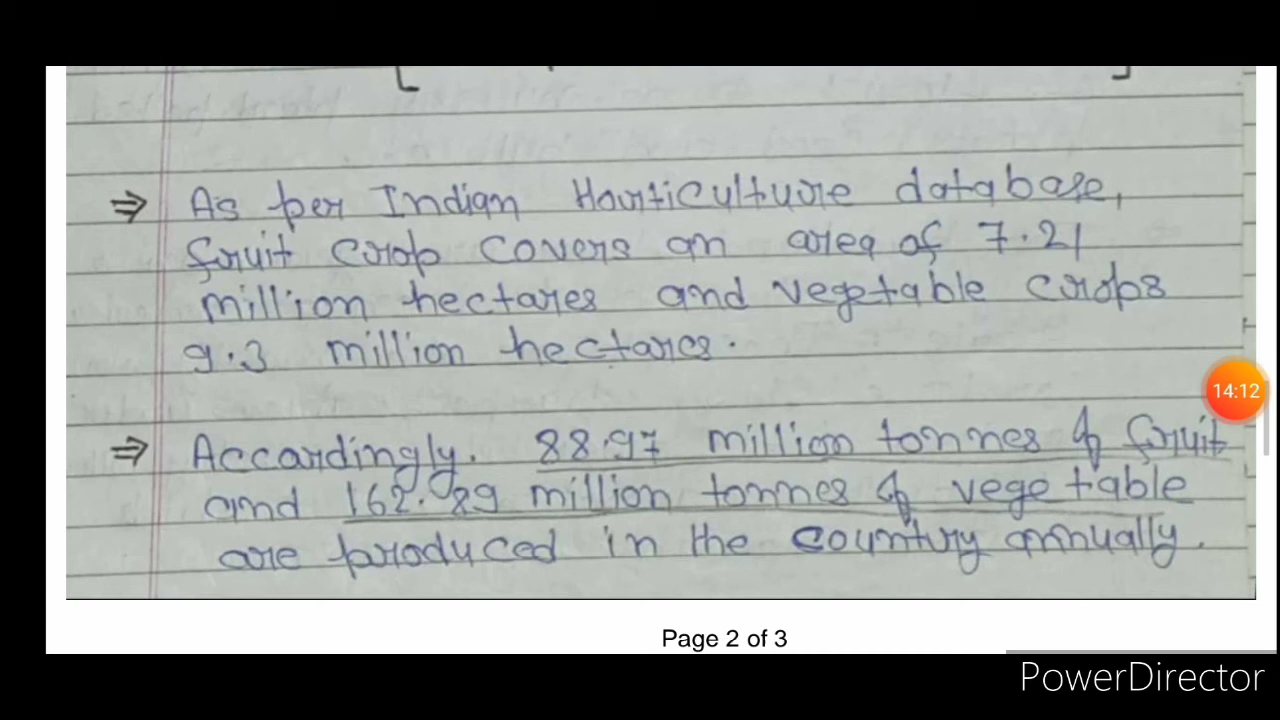 ⇒ As per Indian Horticulture database,
fruit crop covers an area of 7.21
million hectares and vegetable crops
9.3 million hectares.
⇒ Accordingly. 88.97 million tonnes of fruit
and 162.89 million tonnes of vegetable
are produced in the country annually.
14:12
Page 2 of 3
PowerDirector